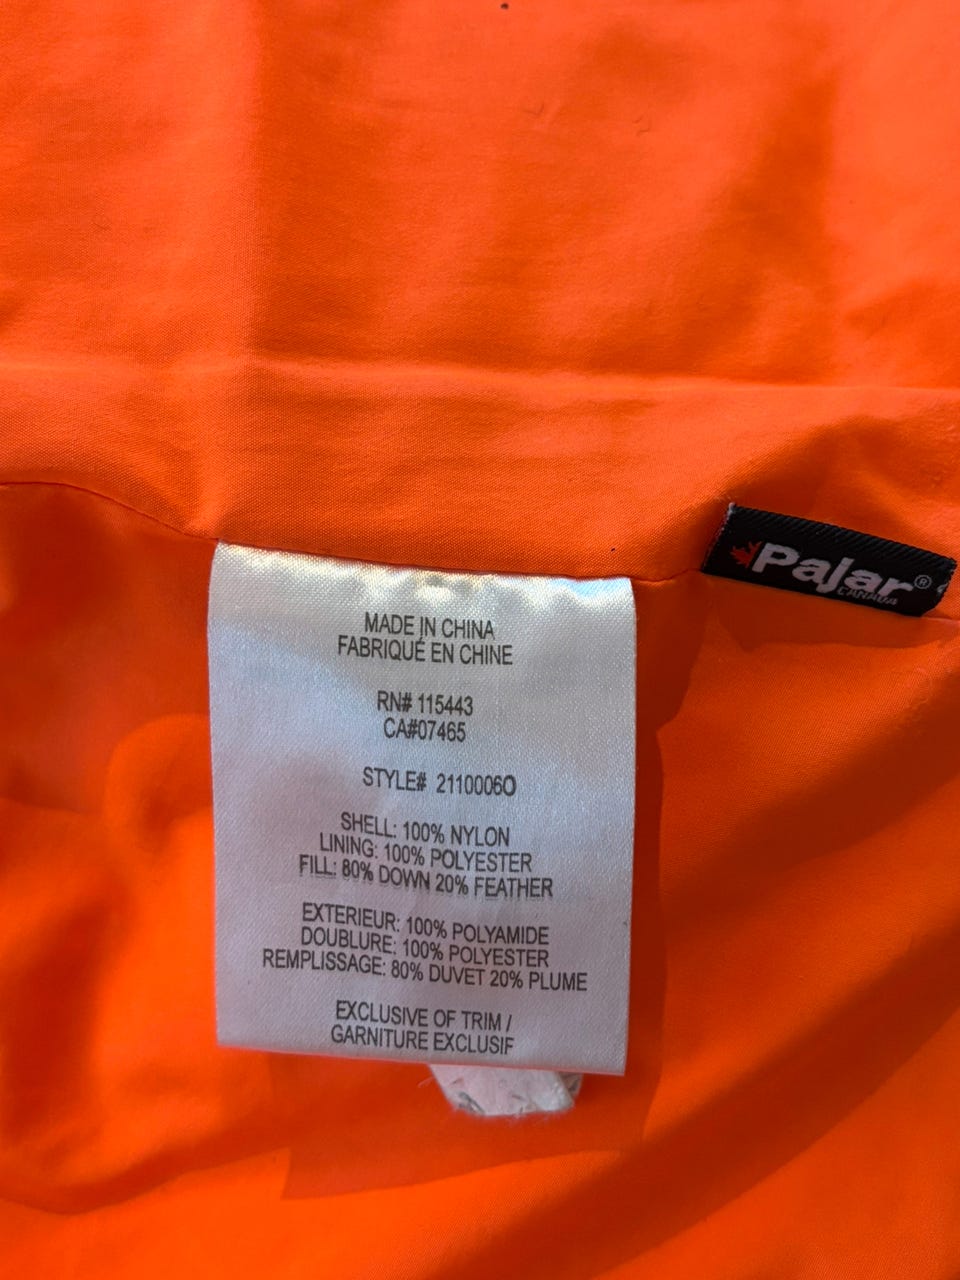 Pajar®
CANADA
MADE IN CHINA
FABRIQUÉ EN CHINE
RN# 115443
CA#07465
STYLE# 2110006O
SHELL: 100% NYLON
LINING: 100% POLYESTER
FILL: 80% DOWN 20% FEATHER
EXTERIEUR: 100% POLYAMIDE
DOUBLURE: 100% POLYESTER
REMPLISSAGE: 80% DUVET 20% PLUME
EXCLUSIVE OF TRIM /
GARNITURE EXCLUSIF